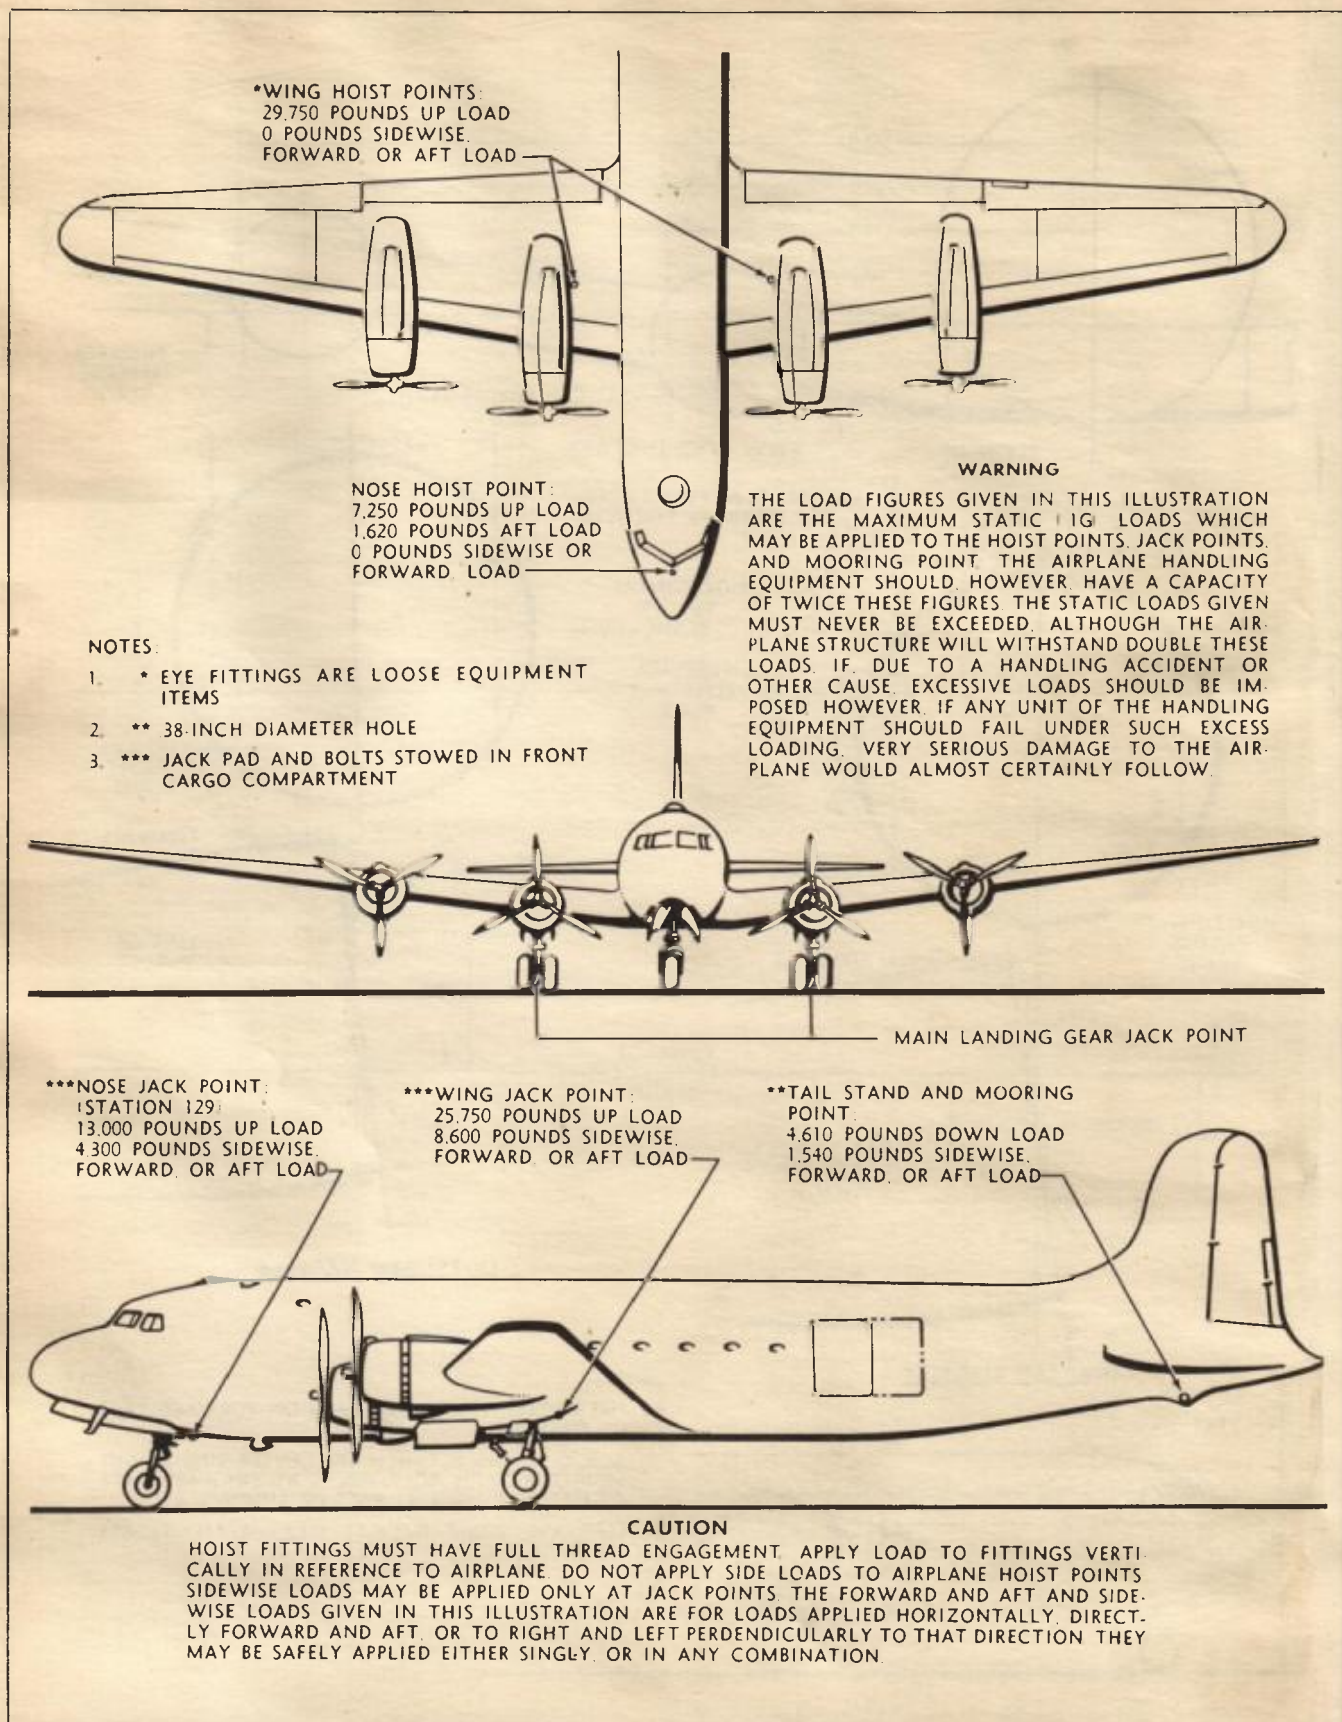 *WING HOIST POINTS:
29,750 POUNDS UP LOAD
0 POUNDS SIDEWISE,
FORWARD, OR AFT LOAD
NOSE HOIST POINT:
7,250 POUNDS UP LOAD
1,620 POUNDS AFT LOAD
0 POUNDS SIDEWISE OR
FORWARD LOAD
WARNING
THE LOAD FIGURES GIVEN IN THIS ILLUSTRATION
ARE THE MAXIMUM STATIC (1G) LOADS WHICH
MAY BE APPLIED TO THE HOIST POINTS, JACK POINTS,
AND MOORING POINT. THE AIRPLANE HANDLING
EQUIPMENT SHOULD, HOWEVER, HAVE A CAPACITY
OF TWICE THESE FIGURES. THE STATIC LOADS GIVEN
MUST NEVER BE EXCEEDED, ALTHOUGH THE AIR-
PLANE STRUCTURE WILL WITHSTAND DOUBLE THESE
LOADS, IF, DUE TO A HANDLING ACCIDENT OR
OTHER CAUSE, EXCESSIVE LOADS SHOULD BE IM-
POSED. HOWEVER, IF ANY UNIT OF THE HANDLING
EQUIPMENT SHOULD FAIL UNDER SUCH EXCESS
LOADING, VERY SERIOUS DAMAGE TO THE AIR-
PLANE WOULD ALMOST CERTAINLY FOLLOW.
NOTES:
1. * EYE FITTINGS ARE LOOSE EQUIPMENT
ITEMS
2. ** 38-INCH DIAMETER HOLE
3. *** JACK PAD AND BOLTS STOWED IN FRONT
CARGO COMPARTMENT
MAIN LANDING GEAR JACK POINT
***NOSE JACK POINT:
(STATION 129)
13,000 POUNDS UP LOAD
4,300 POUNDS SIDEWISE,
FORWARD, OR AFT LOAD
***WING JACK POINT:
25,750 POUNDS UP LOAD
8,600 POUNDS SIDEWISE,
FORWARD, OR AFT LOAD
**TAIL STAND AND MOORING
POINT:
4,610 POUNDS DOWN LOAD
1,540 POUNDS SIDEWISE,
FORWARD, OR AFT LOAD
CAUTION
HOIST FITTINGS MUST HAVE FULL THREAD ENGAGEMENT. APPLY LOAD TO FITTINGS VERTI-
CALLY IN REFERENCE TO AIRPLANE. DO NOT APPLY SIDE LOADS TO AIRPLANE HOIST POINTS.
SIDEWISE LOADS MAY BE APPLIED ONLY AT JACK POINTS. THE FORWARD AND AFT AND SIDE-
WISE LOADS GIVEN IN THIS ILLUSTRATION ARE FOR LOADS APPLIED HORIZONTALLY, DIRECT-
LY FORWARD AND AFT, OR TO RIGHT AND LEFT PERDENDICULARLY TO THAT DIRECTION. THEY
MAY BE SAFELY APPLIED EITHER SINGLY, OR IN ANY COMBINATION.